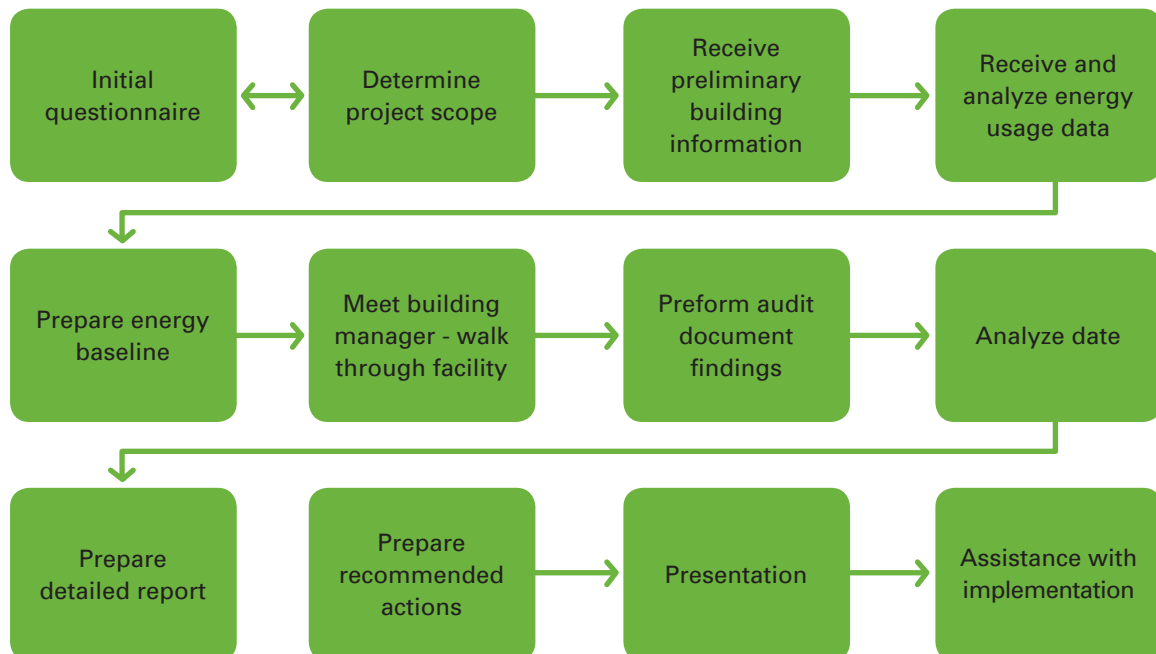 Initial
questionnaire
Determine
project scope
Receive
preliminary
building
information
Receive and
analyze energy
usage data
Prepare energy
baseline
Meet building
manager - walk
through facility
Preform audit
document
findings
Analyze date
Prepare
detailed report
Prepare
recommended
actions
Presentation
Assistance with
implementation